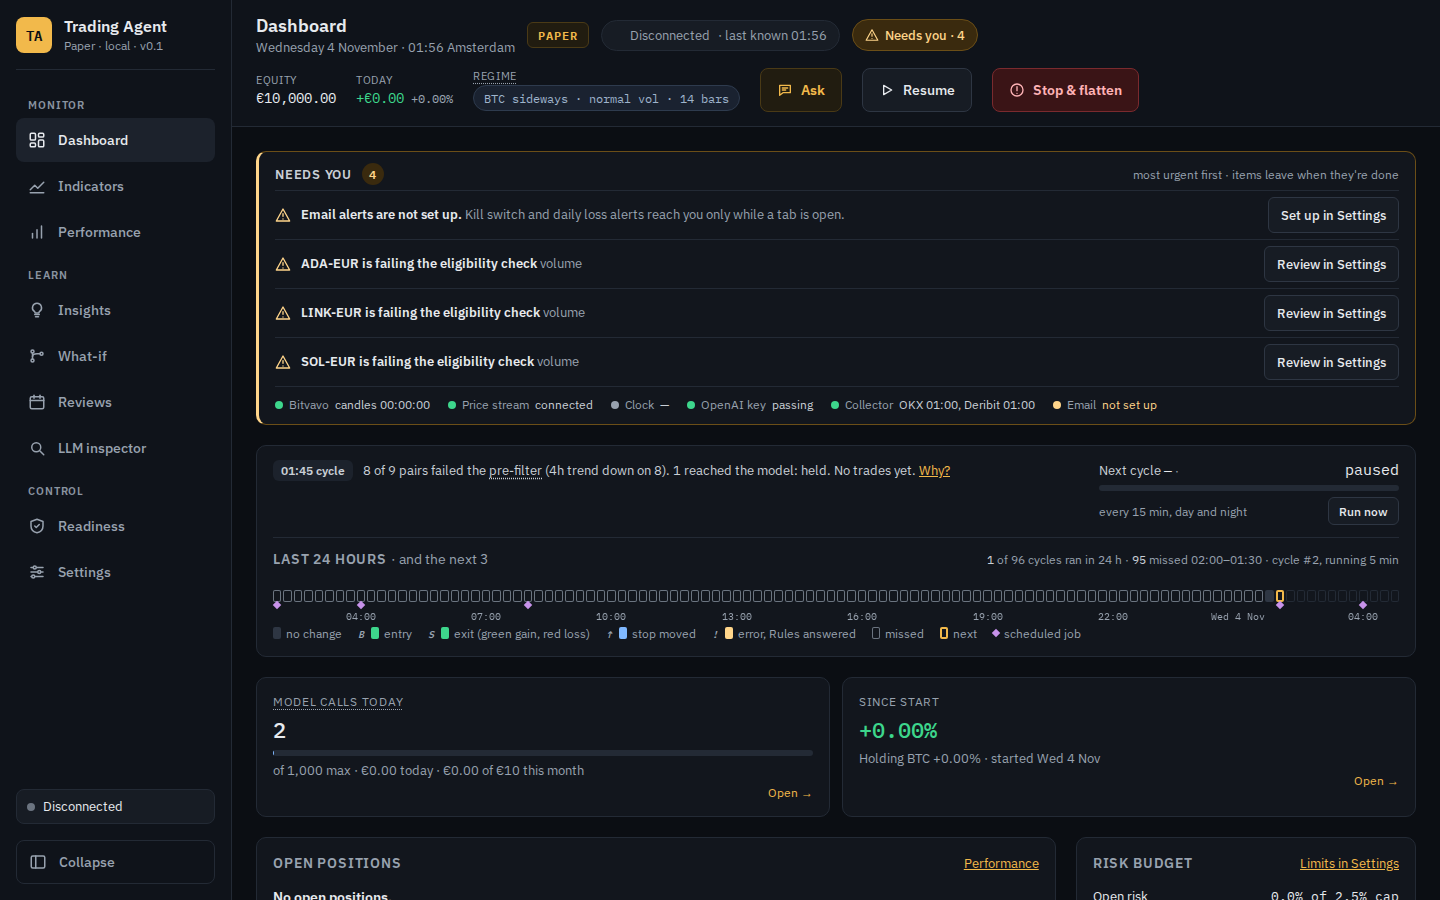 TA
Trading Agent
Paper · local · v0.1
MONITOR
Dashboard
Indicators
Performance
LEARN
Insights
What-if
Reviews
LLM inspector
CONTROL
Readiness
Settings
Disconnected
Collapse
Dashboard
Wednesday 4 November · 01:56 Amsterdam
PAPER
Disconnected · last known 01:56
Needs you · 4
EQUITY
€10,000.00
TODAY
+€0.00 +0.00%
REGIME
BTC sideways · normal vol · 14 bars
Ask
Resume
Stop & flatten
NEEDS YOU 4
most urgent first · items leave when they're done
Email alerts are not set up. Kill switch and daily loss alerts reach you only while a tab is open.
Set up in Settings
ADA-EUR is failing the eligibility check volume
Review in Settings
LINK-EUR is failing the eligibility check volume
Review in Settings
SOL-EUR is failing the eligibility check volume
Review in Settings
Bitvavo candles 00:00:00 Price stream connected Clock — OpenAI key passing Collector OKX 01:00, Deribit 01:00 Email not set up
01:45 cycle 8 of 9 pairs failed the pre-filter (4h trend down on 8). 1 reached the model: held. No trades yet. Why?
Next cycle — · paused
every 15 min, day and night
Run now
LAST 24 HOURS · and the next 3
1 of 96 cycles ran in 24 h · 95 missed 02:00–01:30 · cycle #2, running 5 min
04:00 07:00 10:00 13:00 16:00 19:00 22:00 Wed 4 Nov 04:00
no change B entry S exit (green gain, red loss) ↑ stop moved ! error, Rules answered missed next scheduled job
MODEL CALLS TODAY
2
of 1,000 max · €0.00 today · €0.00 of €10 this month
Open →
SINCE START
+0.00%
Holding BTC +0.00% · started Wed 4 Nov
Open →
OPEN POSITIONS
Performance
No open positions
RISK BUDGET
Limits in Settings
Open risk 0.0% of 2.5% cap